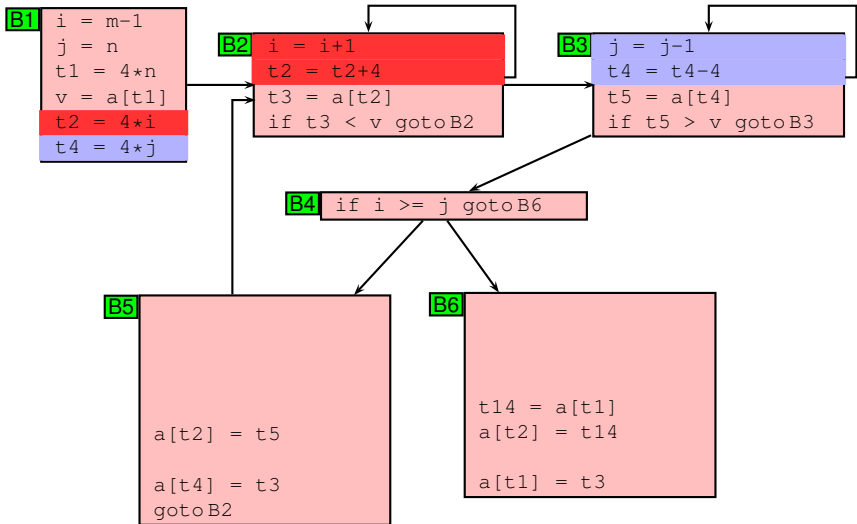 B1
i = m-1
j = n
t1 = 4*n
v = a[t1]
t2 = 4*i
t4 = 4*j
B2
i = i+1
t2 = t2+4
t3 = a[t2]
if t3 < v goto B2
B3
j = j-1
t4 = t4-4
t5 = a[t4]
if t5 > v goto B3
B4
if i >= j goto B6
B5
a[t2] = t5
a[t4] = t3
goto B2
B6
t14 = a[t1]
a[t2] = t14
a[t1] = t3